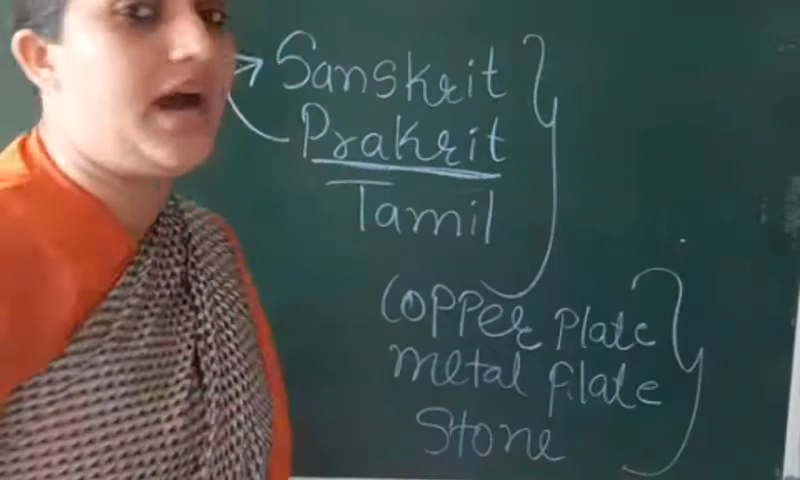 Sanskrit
Prakrit
Tamil
Copper Plate
metal plate
Stone